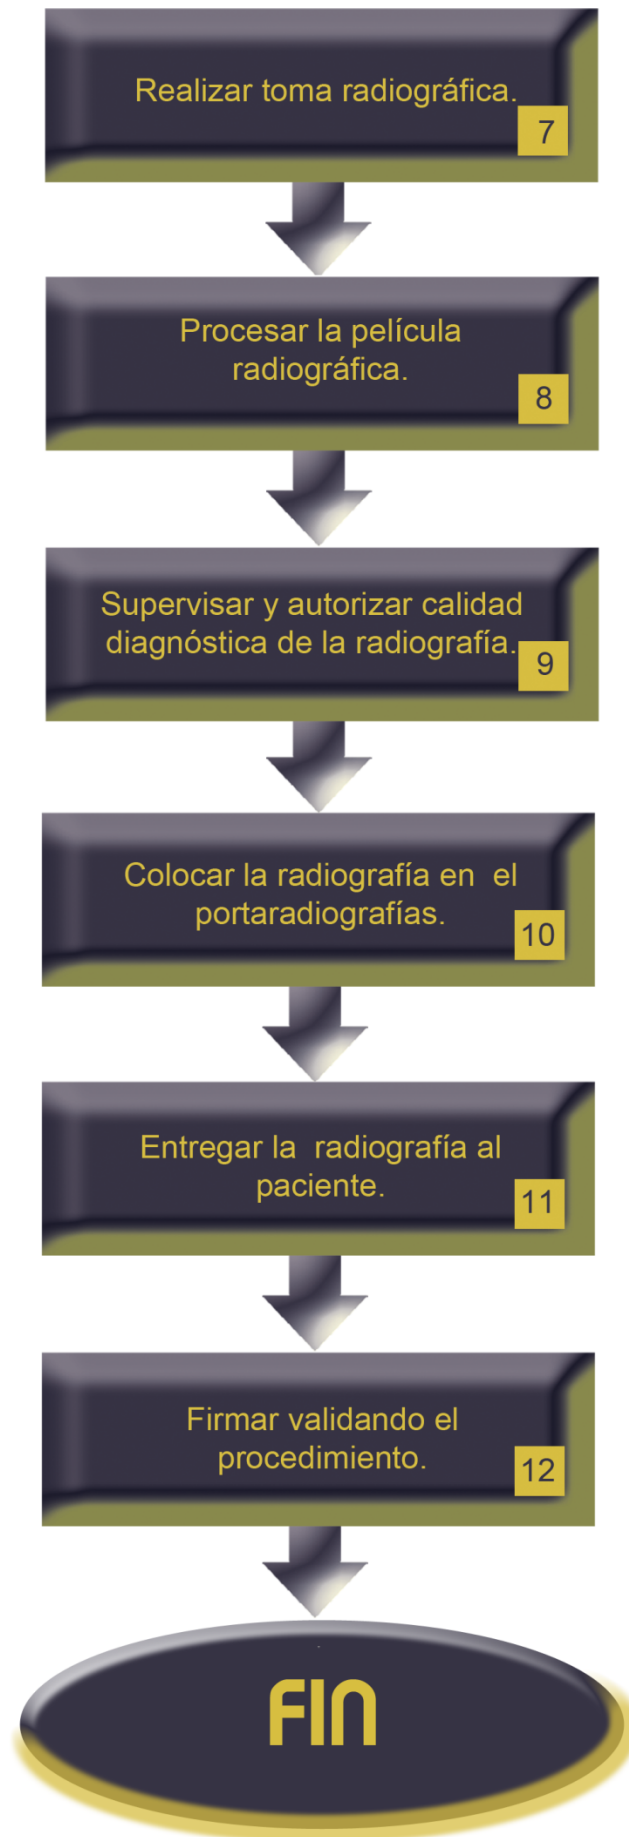 Realizar toma radiográfica.
7
Procesar la película
radiográfica.
8
Supervisar y autorizar calidad
diagnóstica de la radiografía.
9
Colocar la radiografía en el
portaradiografías.
10
Entregar la radiografía al
paciente.
11
Firmar validando el
procedimiento.
12
FIN